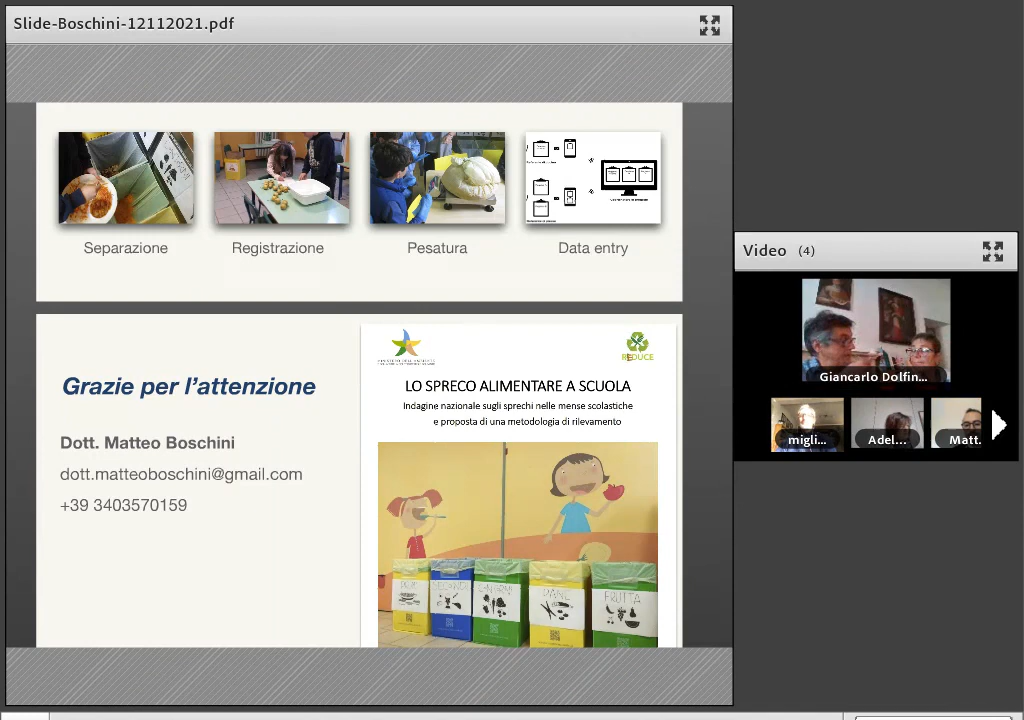 Slide-Boschini-12112021.pdf
Separazione
Registrazione
Pesatura
Data entry
Grazie per l'attenzione
Dott. Matteo Boschini
dott.matteoboschini@gmail.com
+39 3403570159
REDUCE
LO SPRECO ALIMENTARE A SCUOLA
Indagine nazionale sugli sprechi nelle mense scolastiche
e proposta di una metodologia di rilevamento
SECONDI
CONTORNI
PANE
FRUTTA
Video (4)
Giancarlo Dolfin...
migli...
Adel...
Matt.